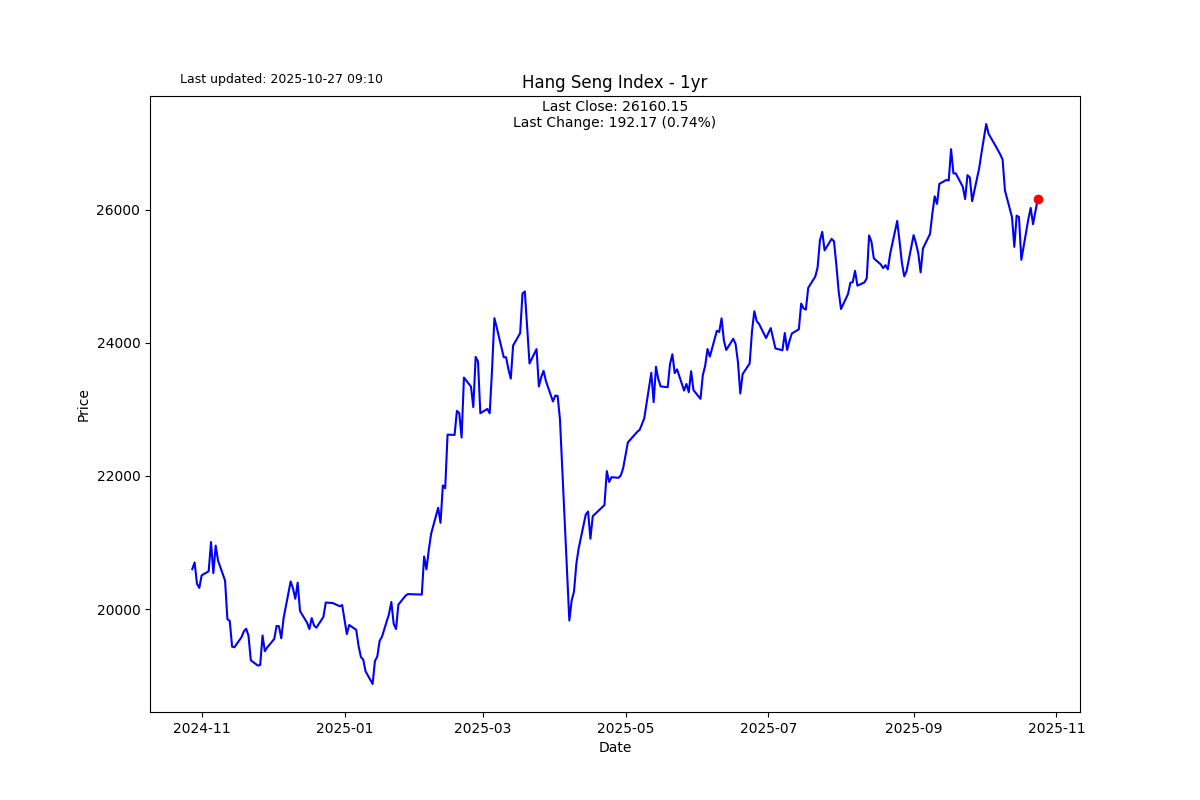 Last updated: 2025-10-27 09:10
Hang Seng Index - 1yr
Last Close: 26160.15
Last Change: 192.17 (0.74%)
26000
24000
22000
20000
Price
2024-11
2025-01
2025-03
2025-05
2025-07
2025-09
2025-11
Date